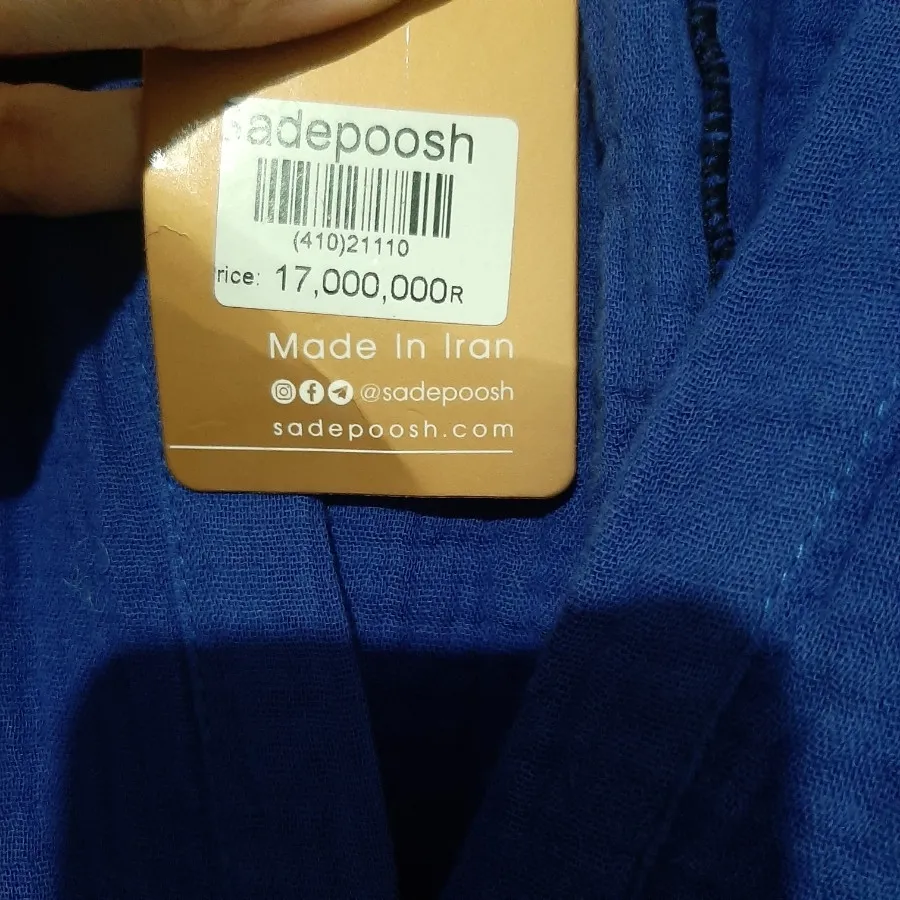 Sadepoosh
(410)21110
rice: 17,000,000R
Made In Iran
@sadepoosh
sadepoosh.com